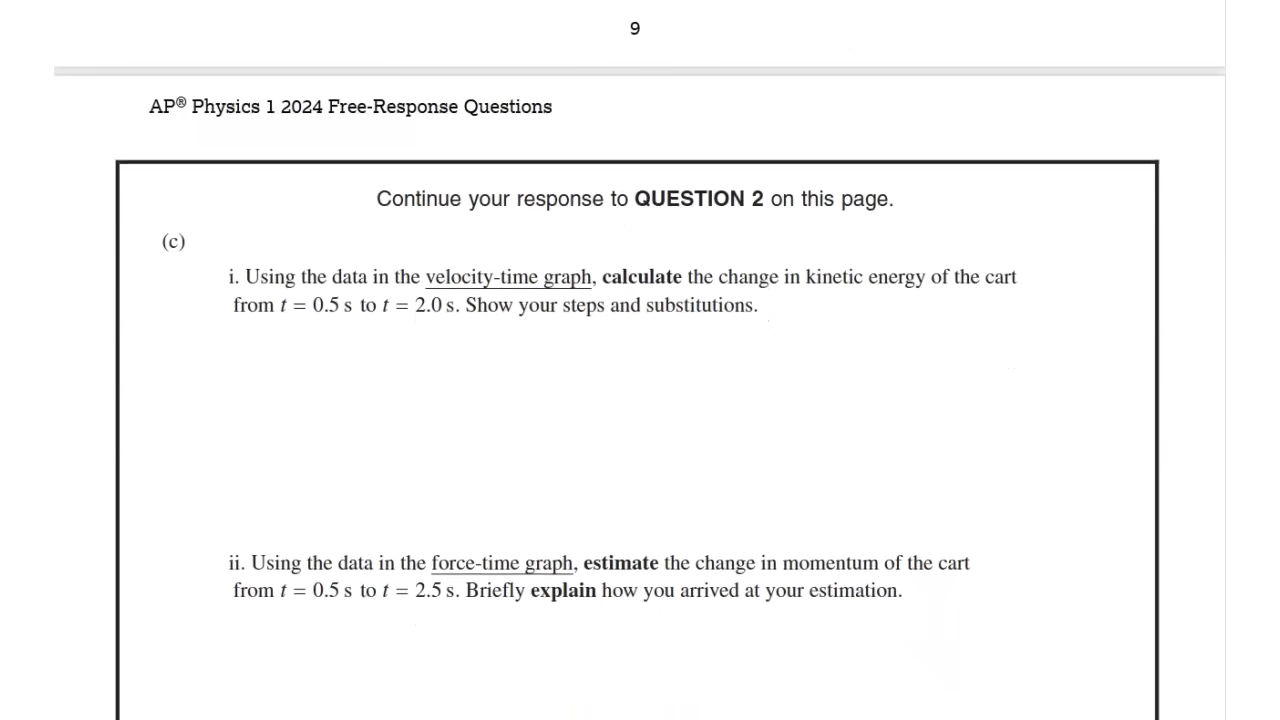 9
AP® Physics 1 2024 Free-Response Questions
Continue your response to QUESTION 2 on this page.
(c)
i. Using the data in the velocity-time graph, calculate the change in kinetic energy of the cart
from t = 0.5 s to t = 2.0 s. Show your steps and substitutions.
ii. Using the data in the force-time graph, estimate the change in momentum of the cart
from t = 0.5 s to t = 2.5 s. Briefly explain how you arrived at your estimation.